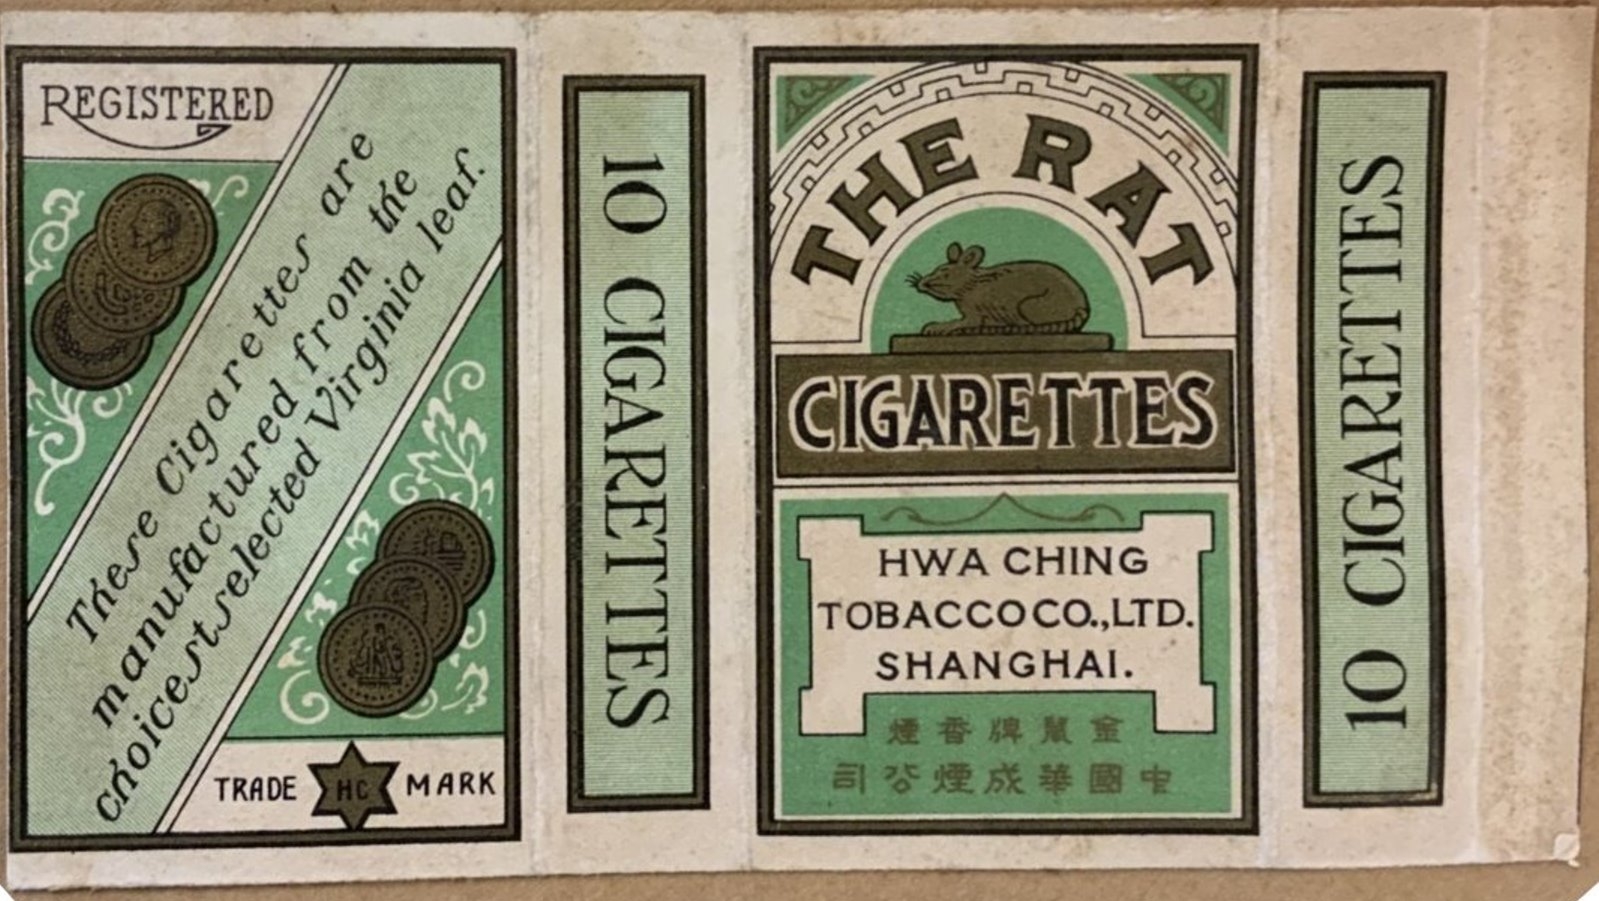 REGISTERED
These Cigarettes are
manufactured from the
choicest selected Virginia leaf.
TRADE HC MARK
10 CIGARETTES
THE RAT
CIGARETTES
HWA CHING
TOBACCO CO., LTD.
SHANGHAI.
金鼠牌香煙
中國華成煙公司
10 CIGARETTES